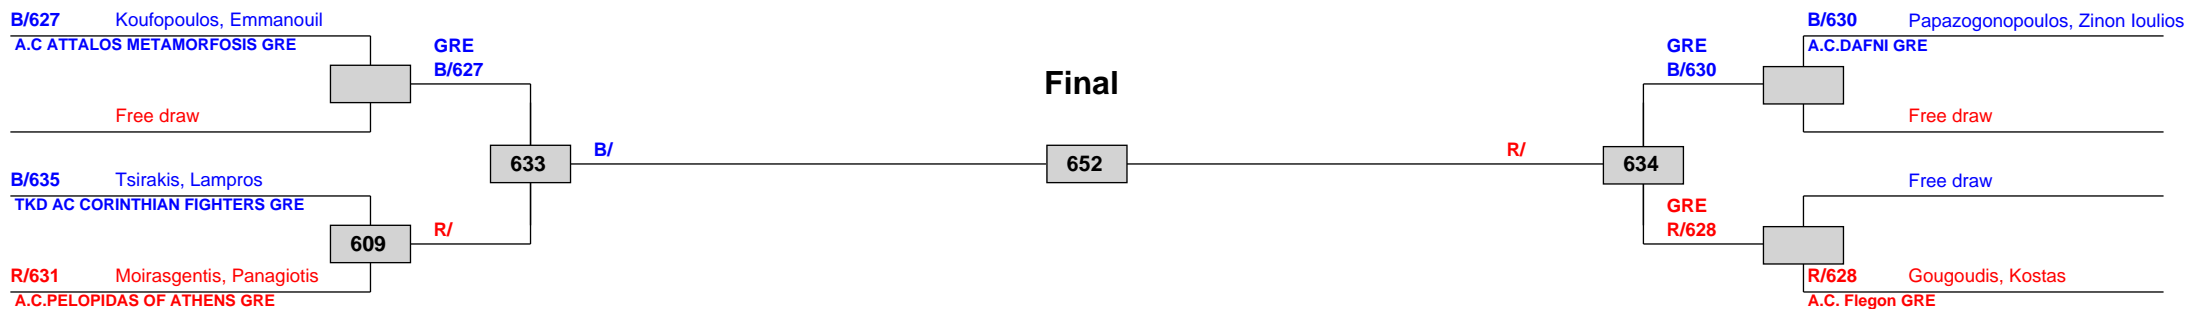 B/627 Koufopoulos, Emmanouil
A.C ATTALOS METAMORFOSIS GRE
GRE
B/627
Free draw
B/635 Tsirakis, Lampros
TKD AC CORINTHIAN FIGHTERS GRE
609
R/
R/631 Moirasgentis, Panagiotis
A.C.PELOPIDAS OF ATHENS GRE
633
B/
Final
652
R/
634
GRE
B/630
B/630 Papazogonopoulos, Zinon Ioulios
A.C.DAFNI GRE
Free draw
Free draw
GRE
R/628
R/628 Gougoudis, Kostas
A.C. Flegon GRE